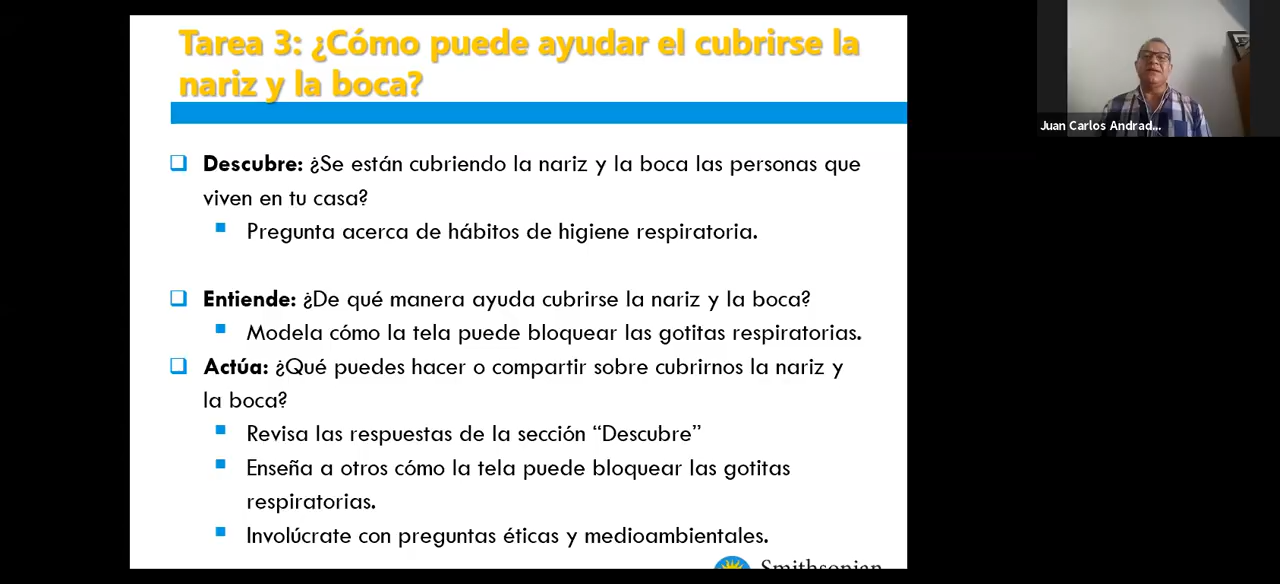 Tarea 3: ¿Cómo puede ayudar el cubrirse la
nariz y la boca?
Descubre: ¿Se están cubriendo la nariz y la boca las personas que
viven en tu casa?
Pregunta acerca de hábitos de higiene respiratoria.
Entiende: ¿De qué manera ayuda cubrirse la nariz y la boca?
Modela cómo la tela puede bloquear las gotitas respiratorias.
Actúa: ¿Qué puedes hacer o compartir sobre cubrirnos la nariz y
la boca?
Revisa las respuestas de la sección “Descubre”
Enseña a otros cómo la tela puede bloquear las gotitas
respiratorias.
Involúcrate con preguntas éticas y medioambientales.
Smithsonian
Juan Carlos Andrad...